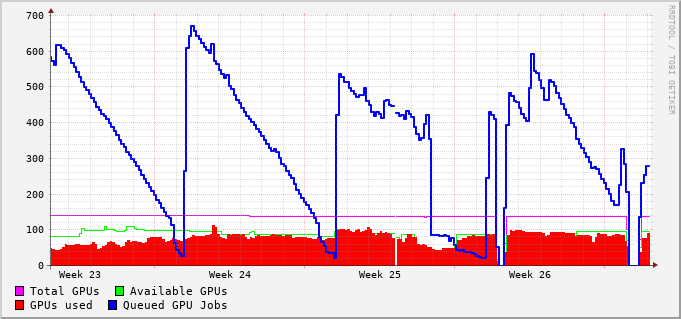 700
600
500
400
300
200
100
0
Week 23 Week 24 Week 25 Week 26
Total GPUs Available GPUs
GPUs used Queued GPU Jobs
RRDTOOL / TOBI OETIKER